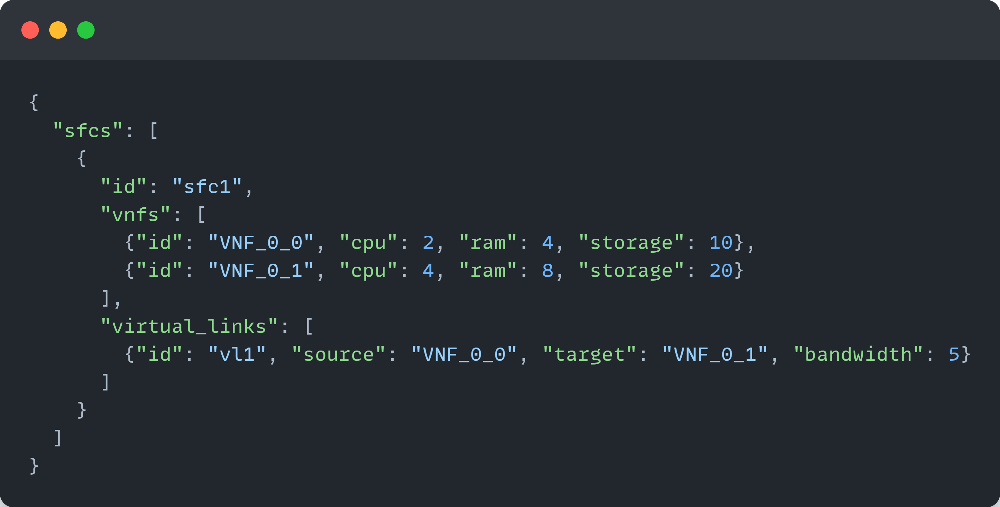 {
  "sfcs": [
    {
      "id": "sfc1",
      "vnfs": [
        {"id": "VNF_0_0", "cpu": 2, "ram": 4, "storage": 10},
        {"id": "VNF_0_1", "cpu": 4, "ram": 8, "storage": 20}
      ],
      "virtual_links": [
        {"id": "vl1", "source": "VNF_0_0", "target": "VNF_0_1", "bandwidth": 5}
      ]
    }
  ]
}